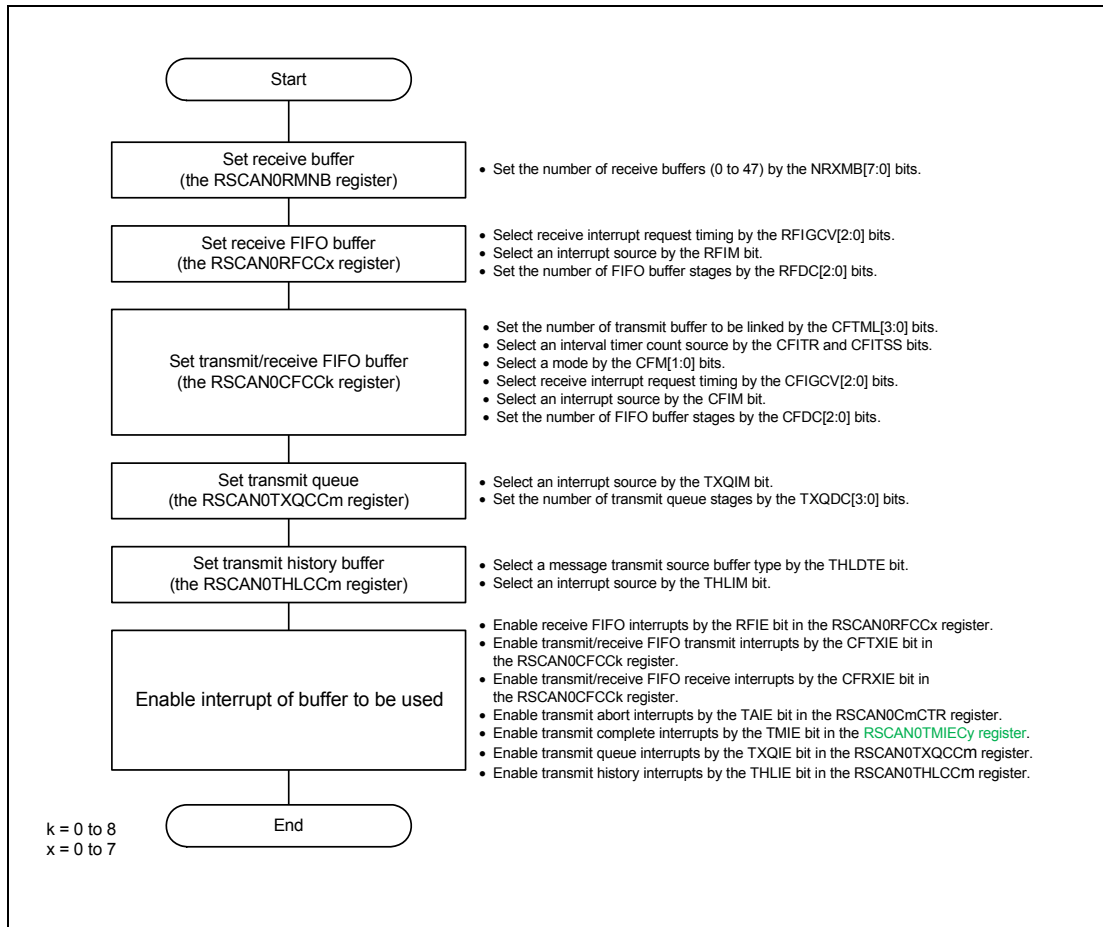 Start
Set receive buffer
(the RSCAN0RMNB register)
• Set the number of receive buffers (0 to 47) by the NRXMB[7:0] bits.
Set receive FIFO buffer
(the RSCAN0RFCCx register)
• Select receive interrupt request timing by the RFIGCV[2:0] bits.
• Select an interrupt source by the RFIM bit.
• Set the number of FIFO buffer stages by the RFDC[2:0] bits.
Set transmit/receive FIFO buffer
(the RSCAN0CFCCk register)
• Set the number of transmit buffer to be linked by the CFTML[3:0] bits.
• Select an interval timer count source by the CFITR and CFITSS bits.
• Select a mode by the CFM[1:0] bits.
• Select receive interrupt request timing by the CFIGCV[2:0] bits.
• Select an interrupt source by the CFIM bit.
• Set the number of FIFO buffer stages by the CFDC[2:0] bits.
Set transmit queue
(the RSCAN0TXQCCm register)
• Select an interrupt source by the TXQIM bit.
• Set the number of transmit queue stages by the TXQDC[3:0] bits.
Set transmit history buffer
(the RSCAN0THLCCm register)
• Select a message transmit source buffer type by the THLDTE bit.
• Select an interrupt source by the THLIM bit.
Enable interrupt of buffer to be used
• Enable receive FIFO interrupts by the RFIE bit in the RSCAN0RFCCx register.
• Enable transmit/receive FIFO transmit interrupts by the CFTXIE bit in
the RSCAN0CFCCk register.
• Enable transmit/receive FIFO receive interrupts by the CFRXIE bit in
the RSCAN0CFCCk register.
• Enable transmit abort interrupts by the TAIE bit in the RSCAN0CmCTR register.
• Enable transmit complete interrupts by the TMIE bit in the RSCAN0TMIECy register.
• Enable transmit queue interrupts by the TXQIE bit in the RSCAN0TXQCCm register.
• Enable transmit history interrupts by the THLIE bit in the RSCAN0THLCCm register.
End
k = 0 to 8
x = 0 to 7